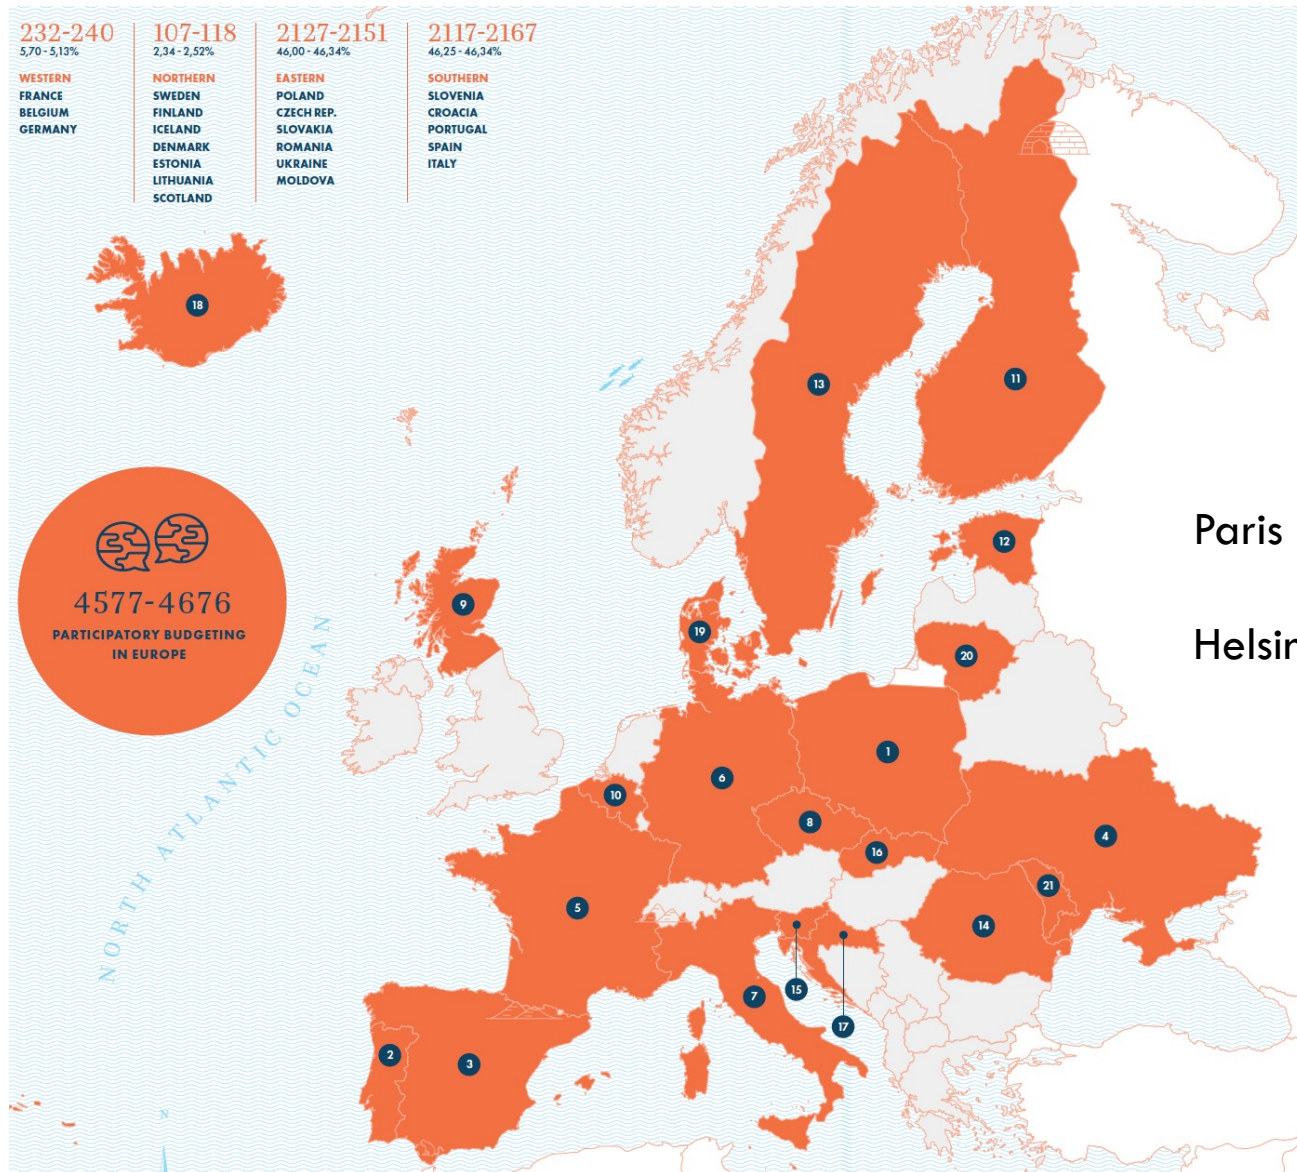 232-240
5,70 - 5,13%
WESTERN
FRANCE
BELGIUM
GERMANY
107-118
2,34 - 2,52%
NORTHERN
SWEDEN
FINLAND
ICELAND
DENMARK
ESTONIA
LITHUANIA
SCOTLAND
2127-2151
46,00 - 46,34%
EASTERN
POLAND
CZECH REP.
SLOVAKIA
ROMANIA
UKRAINE
MOLDOVA
2117-2167
46,25 - 46,34%
SOUTHERN
SLOVENIA
CROACIA
PORTUGAL
SPAIN
ITALY
18
13
11
Paris
12
4577-4676
PARTICIPATORY BUDGETING
IN EUROPE
9
19
Helsin
20
NORTH ATLANTIC OCEAN
1
6
10
8
4
16
21
5
14
15
7
17
2
3
N